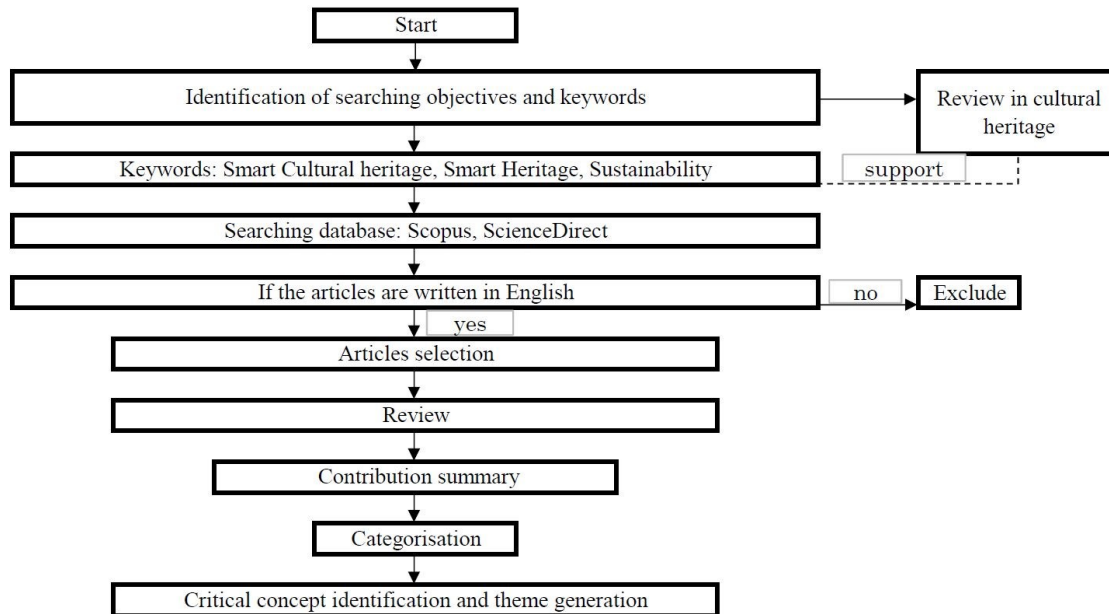 Start
Identification of searching objectives and keywords
Review in cultural
heritage
Keywords: Smart Cultural heritage, Smart Heritage, Sustainability
support
Searching database: Scopus, ScienceDirect
If the articles are written in English
no
Exclude
yes
Articles selection
Review
Contribution summary
Categorisation
Critical concept identification and theme generation